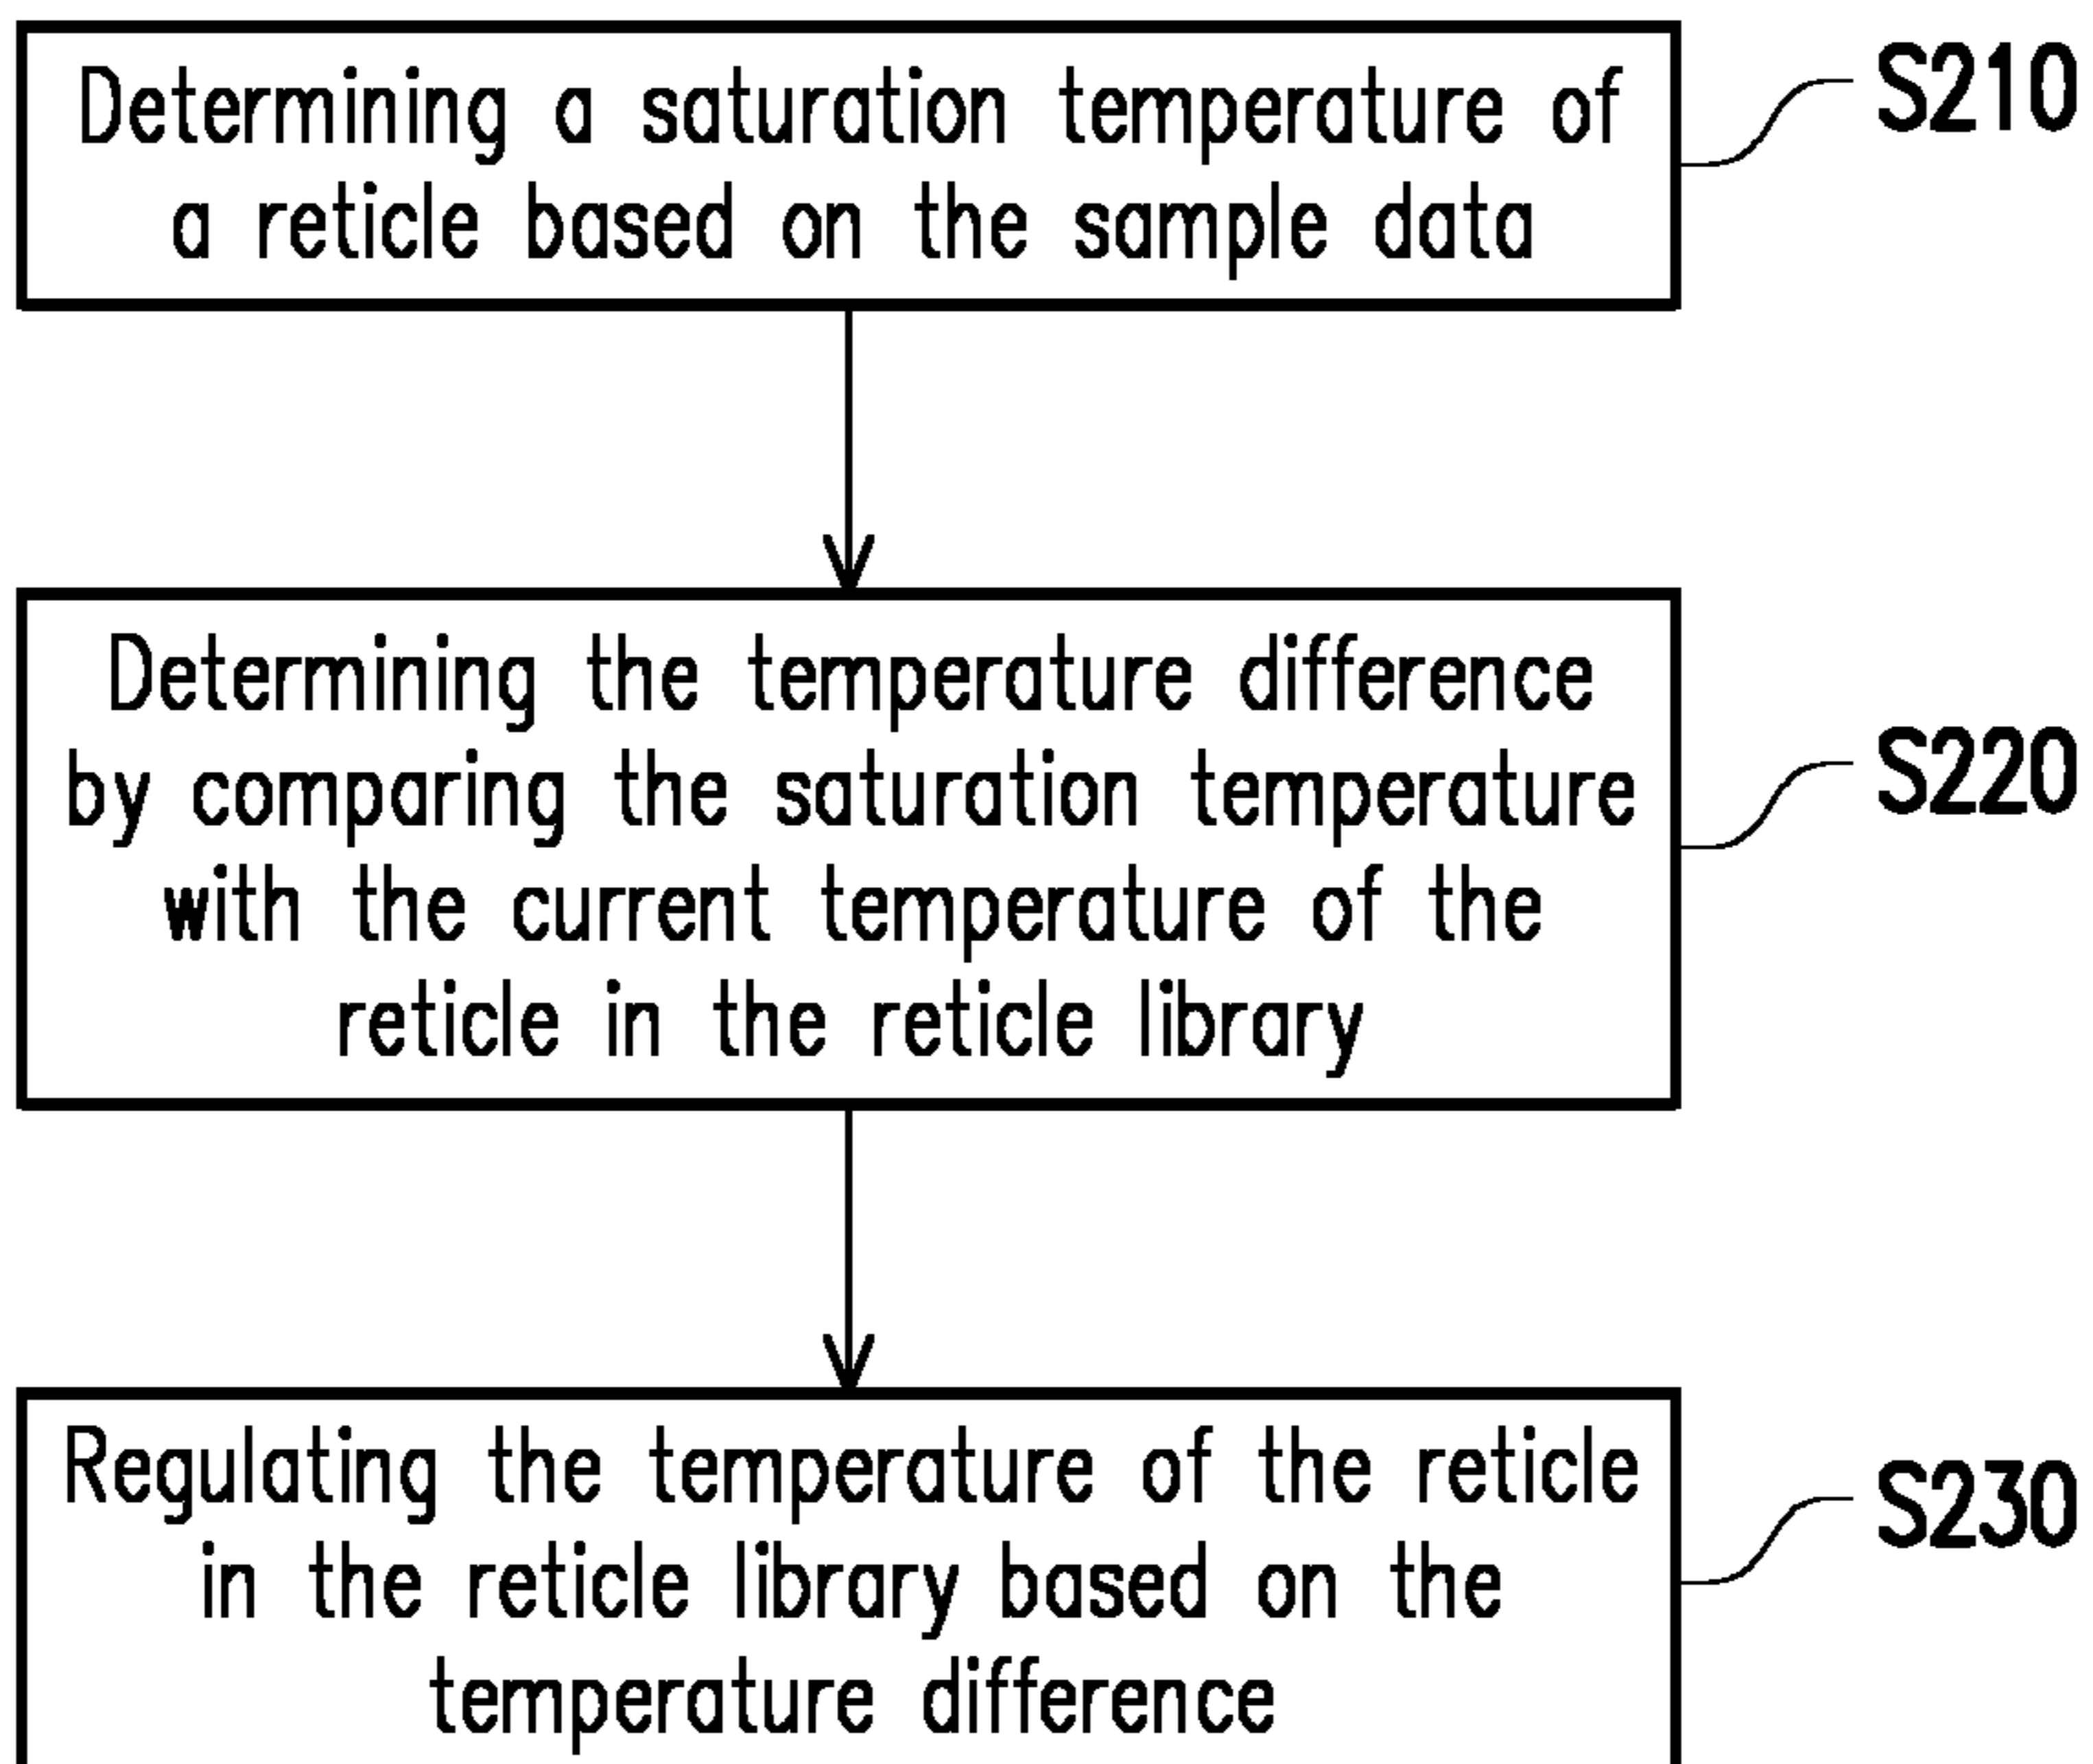 Determining a saturation temperature of
a reticle based on the sample data
S210
Determining the temperature difference
by comparing the saturation temperature
with the current temperature of the
reticle in the reticle library
S220
Regulating the temperature of the reticle
in the reticle library based on the
temperature difference
S230